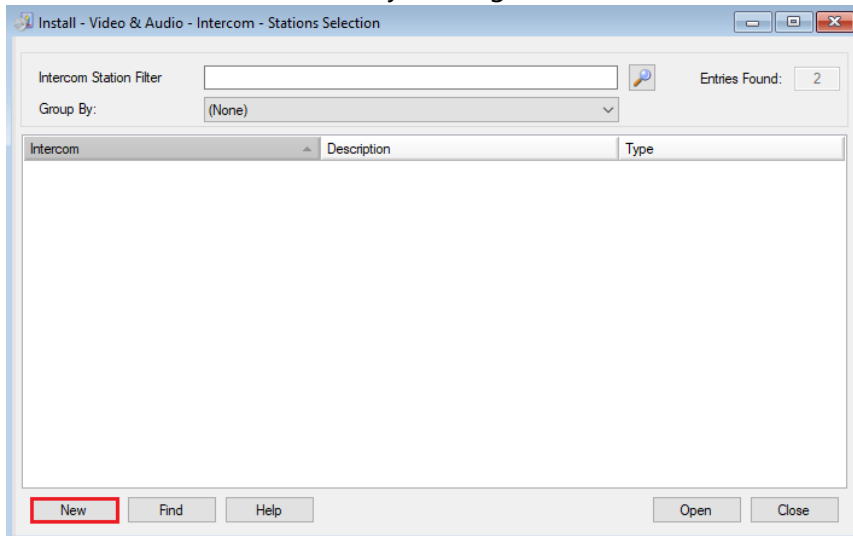 Install - Video & Audio - Intercom - Stations Selection
Intercom Station Filter
Entries Found: 2
Group By: (None)
Intercom Description Type
New Find Help Open Close